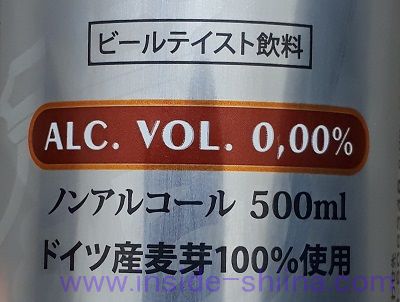 ビールテイスト飲料
ALC. VOL. 0,00%
ノンアルコール 500ml
ドイツ産麦芽100%使用
www.inside-shiina.com